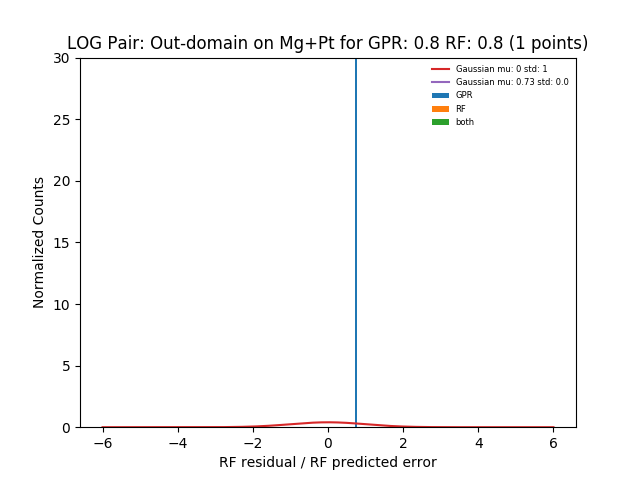 LOG Pair: Out-domain on Mg+Pt for GPR: 0.8 RF: 0.8 (1 points)
Gaussian mu: 0 std: 1
Gaussian mu: 0.73 std: 0.0
GPR
RF
both
Normalized Counts
30
25
20
15
10
5
0
−6
−4
−2
0
2
4
6
RF residual / RF predicted error